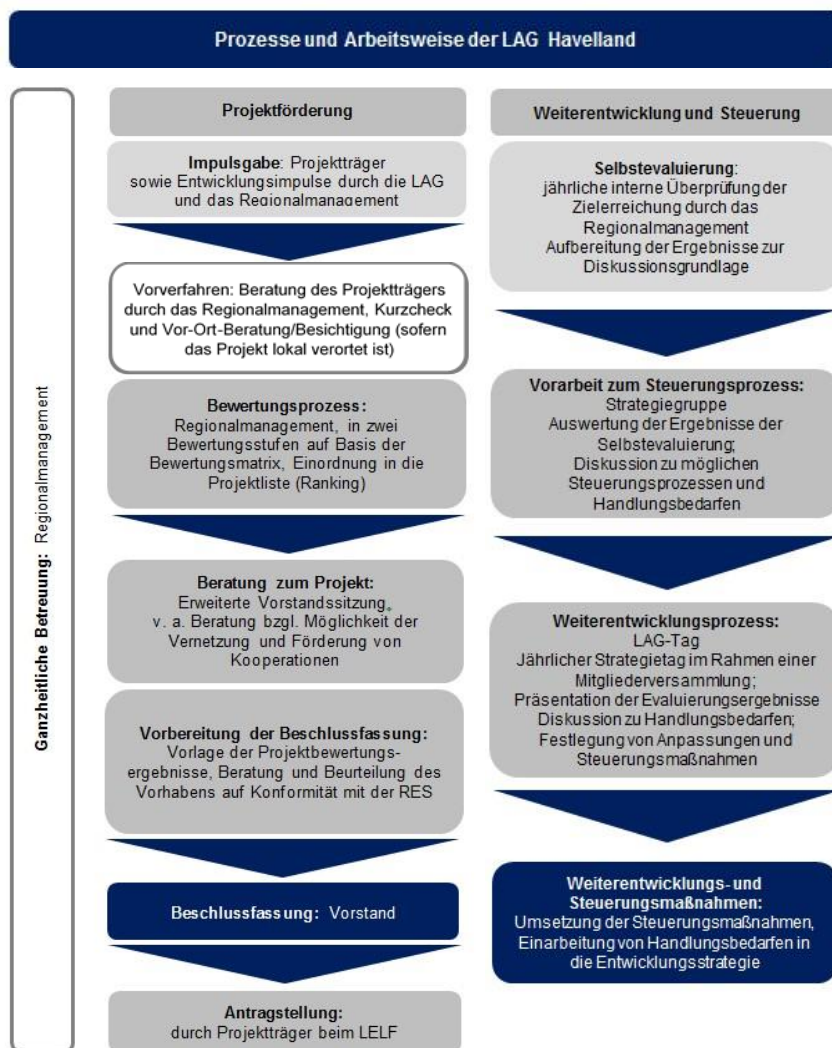 Prozesse und Arbeitsweise der LAG Havelland
Ganzheitliche Betreuung: Regionalmanagement
Projektförderung
Impulsgabe: Projektträger
sowie Entwicklungsimpulse durch die LAG
und das Regionalmanagement
Vorverfahren: Beratung des Projektträgers
durch das Regionalmanagement, Kurzcheck
und Vor-Ort-Beratung/Besichtigung (sofern
das Projekt lokal verortet ist)
Bewertungsprozess:
Regionalmanagement, in zwei
Bewertungsstufen auf Basis der
Bewertungsmatrix, Einordnung in die
Projektliste (Ranking)
Beratung zum Projekt:
Erweiterte Vorstandssitzung,
v. a. Beratung bzgl. Möglichkeit der
Vernetzung und Förderung von
Kooperationen
Vorbereitung der Beschlussfassung:
Vorlage der Projektbewertungs-
ergebnisse, Beratung und Beurteilung des
Vorhabens auf Konformität mit der RES
Beschlussfassung: Vorstand
Antragstellung:
durch Projektträger beim LELF
Weiterentwicklung und Steuerung
Selbstevaluierung:
jährliche interne Überprüfung der
Zielerreichung durch das
Regionalmanagement
Aufbereitung der Ergebnisse zur
Diskussionsgrundlage
Vorarbeit zum Steuerungsprozess:
Strategiegruppe
Auswertung der Ergebnisse der
Selbstevaluierung;
Diskussion zu möglichen
Steuerungsprozessen und
Handlungsbedarfen
Weiterentwicklungsprozess:
LAG-Tag
Jährlicher Strategietag im Rahmen einer
Mitgliederversammlung;
Präsentation der Evaluierungsergebnisse
Diskussion zu Handlungsbedarfen;
Festlegung von Anpassungen und
Steuerungsmaßnahmen
Weiterentwicklungs- und
Steuerungsmaßnahmen:
Umsetzung der Steuerungsmaßnahmen,
Einarbeitung von Handlungsbedarfen in
die Entwicklungsstrategie